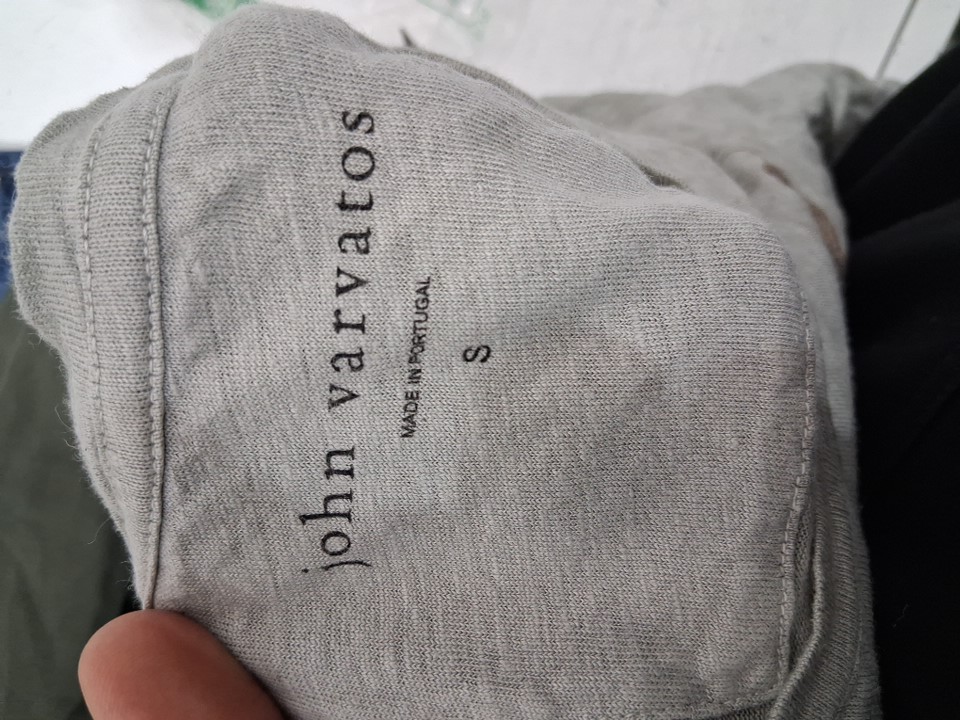 john varvatos
MADE IN PORTUGAL
S